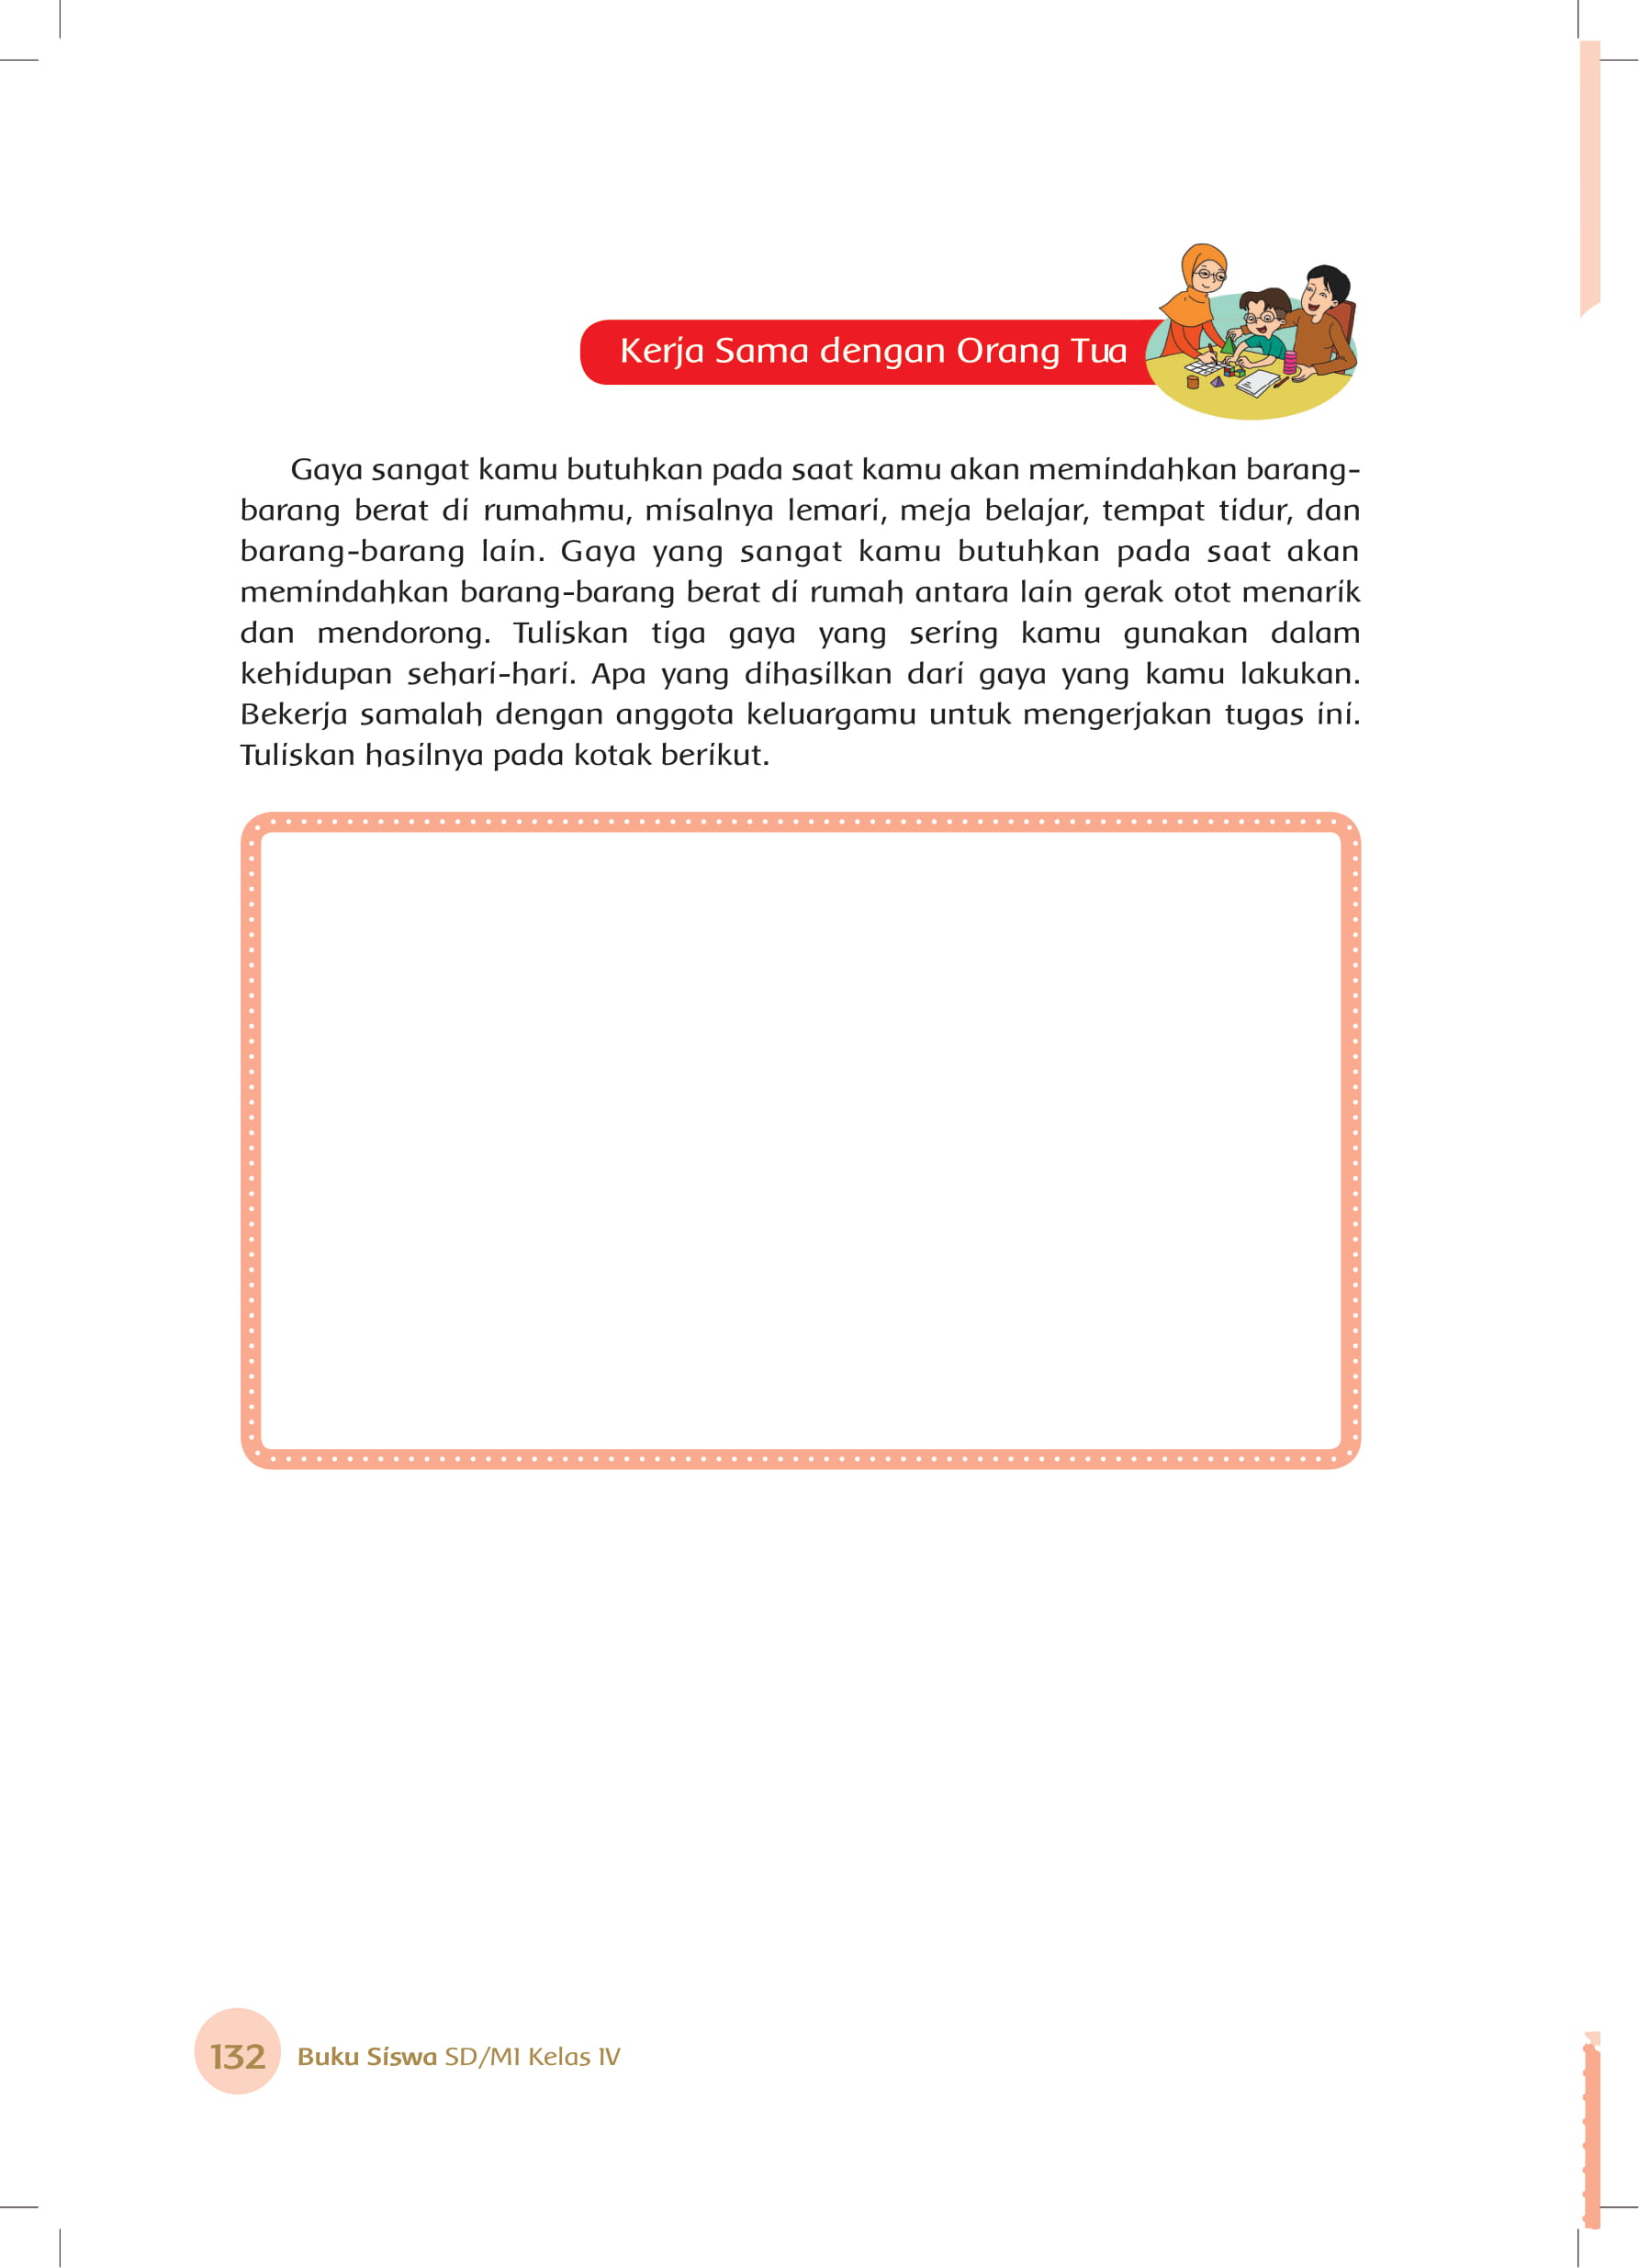 Kerja Sama dengan Orang Tua
Gaya sangat kamu butuhkan pada saat kamu akan memindahkan barang-
barang berat di rumahmu, misalnya lemari, meja belajar, tempat tidur, dan
barang-barang lain. Gaya yang sangat kamu butuhkan pada saat akan
memindahkan barang-barang berat di rumah antara lain gerak otot menarik
dan mendorong. Tuliskan tiga gaya yang sering kamu gunakan dalam
kehidupan sehari-hari. Apa yang dihasilkan dari gaya yang kamu lakukan.
Bekerja samalah dengan anggota keluargamu untuk mengerjakan tugas ini.
Tuliskan hasilnya pada kotak berikut.
132 Buku Siswa SD/MI Kelas IV